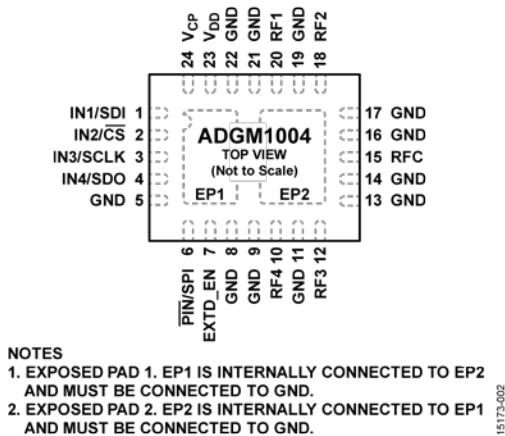 24 VCP
23 VDD
22 GND
21 GND
20 RF1
19 GND
18 RF2
IN1/SDI 1
IN2/CS 2
IN3/SCLK 3
IN4/SDO 4
GND 5
ADGM1004
TOP VIEW
(Not to Scale)
EP1
EP2
17 GND
16 GND
15 RFC
14 GND
13 GND
PIN/SPI 6
EXTD_EN 7
GND 8
GND 9
RF4 10
GND 11
RF3 12
NOTES
1. EXPOSED PAD 1. EP1 IS INTERNALLY CONNECTED TO EP2
AND MUST BE CONNECTED TO GND.
2. EXPOSED PAD 2. EP2 IS INTERNALLY CONNECTED TO EP1
AND MUST BE CONNECTED TO GND.
15173-002